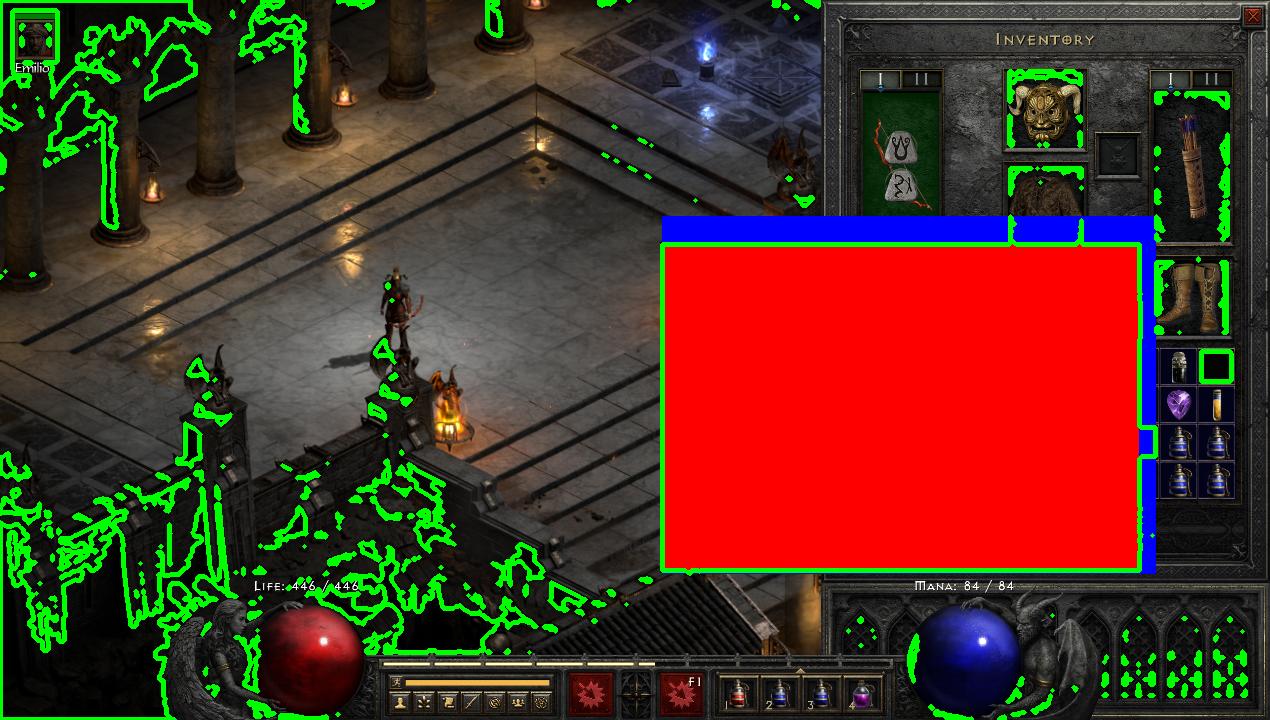 Emilio
INVENTORY
I II
I II
LIFE: 446 / 446
MANA: 84 / 84
F1
1 2 3 4